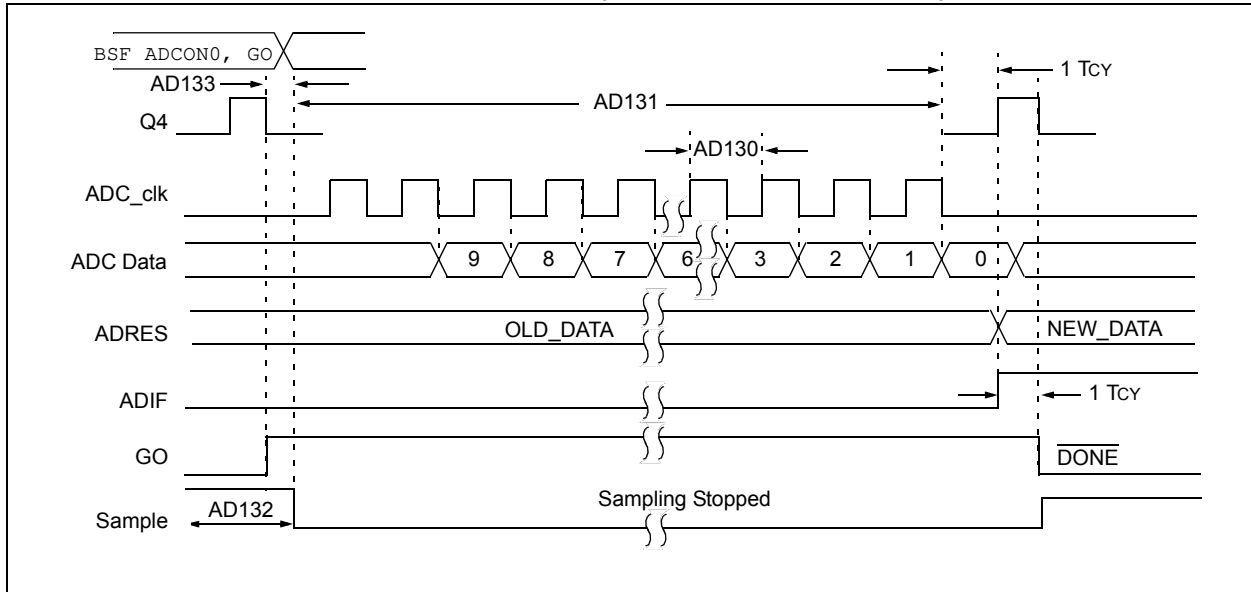 BSF ADCON0, GO
AD133
1 TCY
AD131
Q4
AD130
ADC_clk
ADC Data
9 8 7 6 3 2 1 0
ADRES
OLD_DATA
NEW_DATA
ADIF
1 TCY
GO
DONE
Sample
AD132
Sampling Stopped